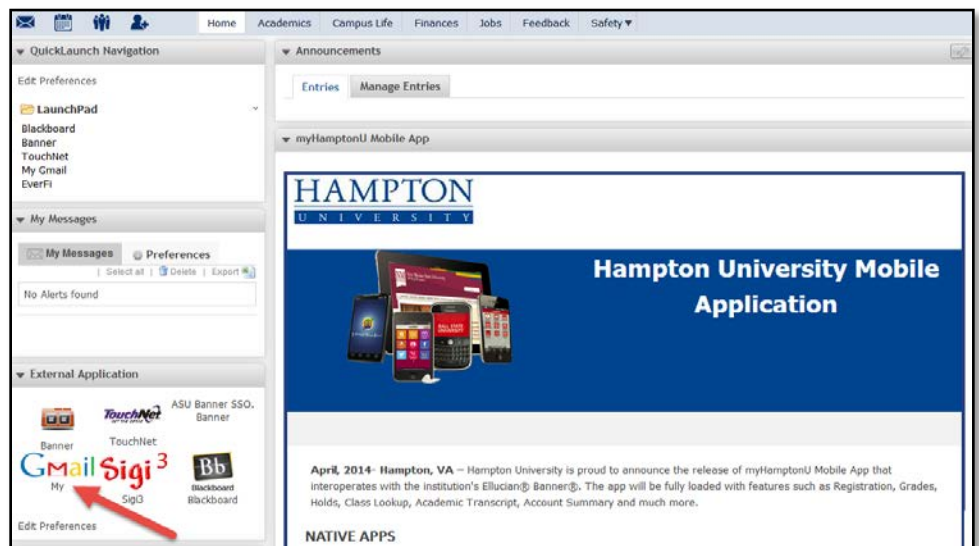 Home Academics Campus Life Finances Jobs Feedback Safety ▾
QuickLaunch Navigation
Edit Preferences
LaunchPad
Blackboard
Banner
TouchNet
My Gmail
EverFi
My Messages
My Messages Preferences
| Select all | Delete | Export
No Alerts found
External Application
TouchNet
ASU Banner SSO.
Banner
Banner
TouchNet
GMail
My
Sigi 3
Sigi3
Bb
Blackboard
Blackboard
Edit Preferences
Announcements
Entries Manage Entries
myHamptonU Mobile App
HAMPTON
UNIVERSITY
Hampton University Mobile
Application
BALL STATE
UNIVERSITY
April, 2014- Hampton, VA – Hampton University is proud to announce the release of myHamptonU Mobile App that
interoperates with the institution's Ellucian® Banner®. The app will be fully loaded with features such as Registration, Grades,
Holds, Class Lookup, Academic Transcript, Account Summary and much more.
NATIVE APPS